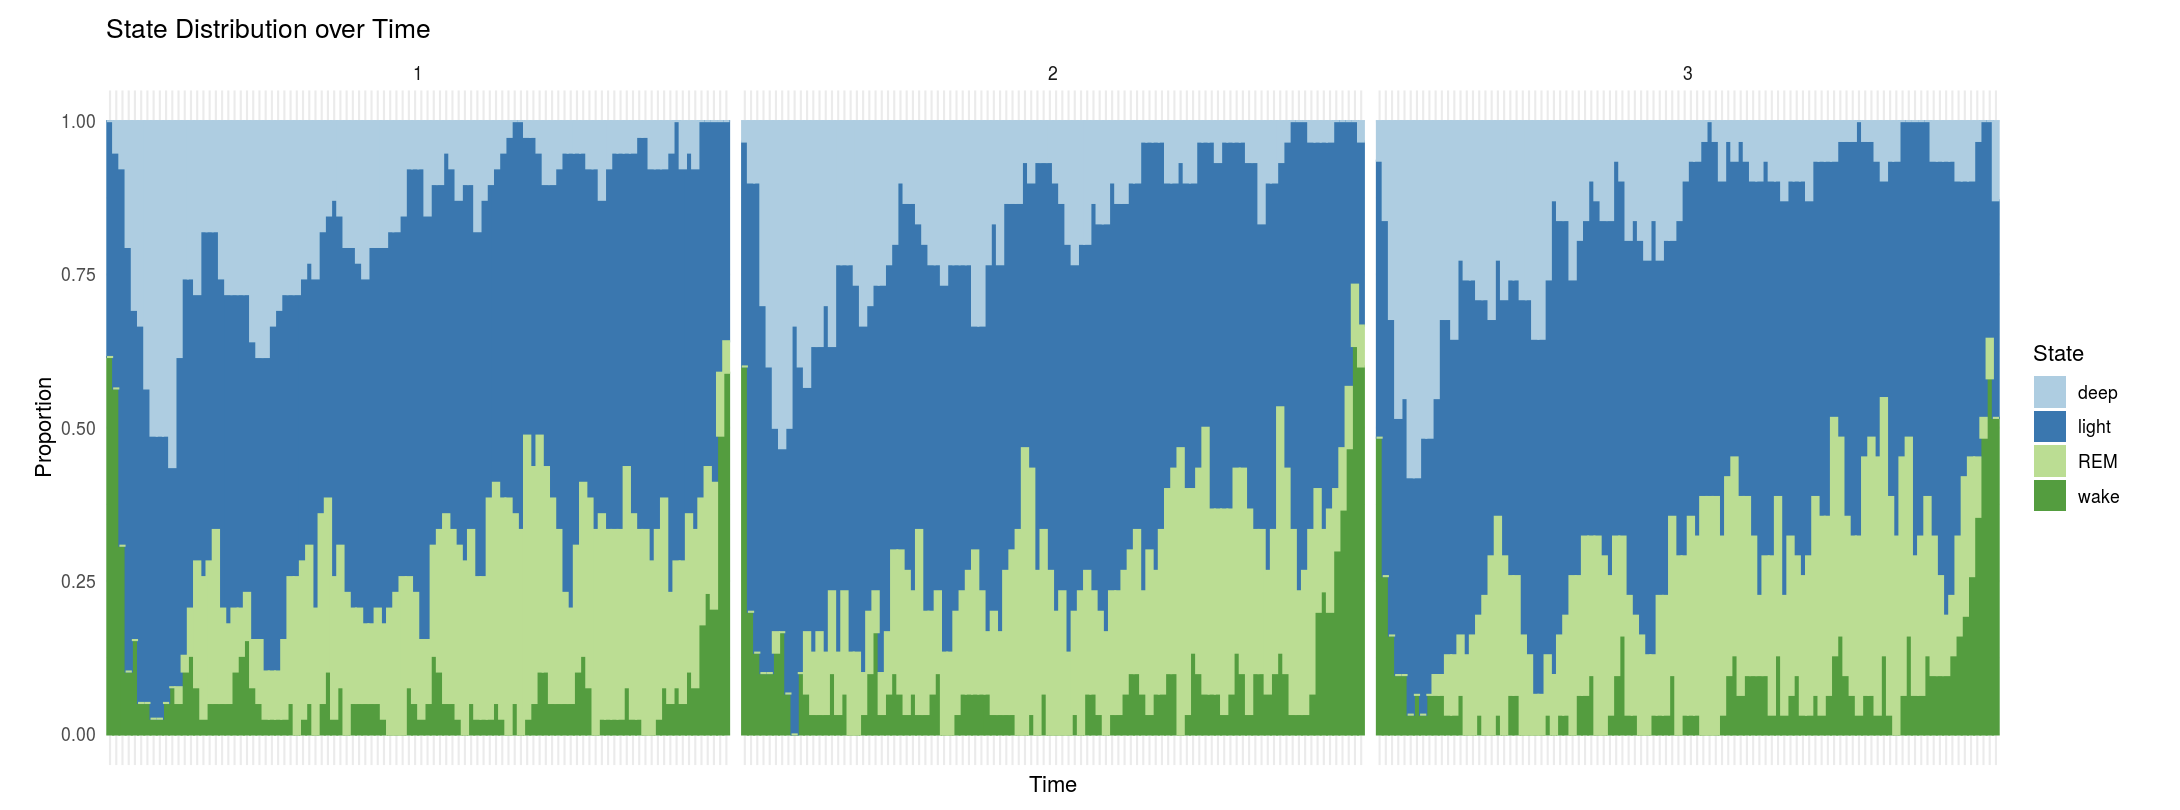 State Distribution over Time
1
2
3
1.00
0.75
0.50
0.25
0.00
Proportion
Time
State
deep
light
REM
wake